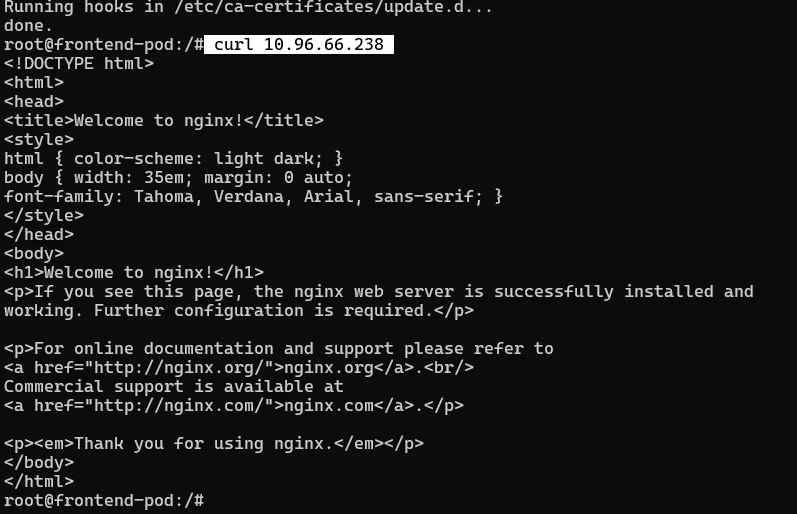 Running hooks in /etc/ca-certificates/update.d...
done.
root@frontend-pod:/# curl 10.96.66.238
<!DOCTYPE html>
<html>
<head>
<title>Welcome to nginx!</title>
<style>
html { color-scheme: light dark; }
body { width: 35em; margin: 0 auto;
font-family: Tahoma, Verdana, Arial, sans-serif; }
</style>
</head>
<body>
<h1>Welcome to nginx!</h1>
<p>If you see this page, the nginx web server is successfully installed and
working. Further configuration is required.</p>

<p>For online documentation and support please refer to
<a href="http://nginx.org/">nginx.org</a>.<br/>
Commercial support is available at
<a href="http://nginx.com/">nginx.com</a>.</p>

<p><em>Thank you for using nginx.</em></p>
</body>
</html>
root@frontend-pod:/#